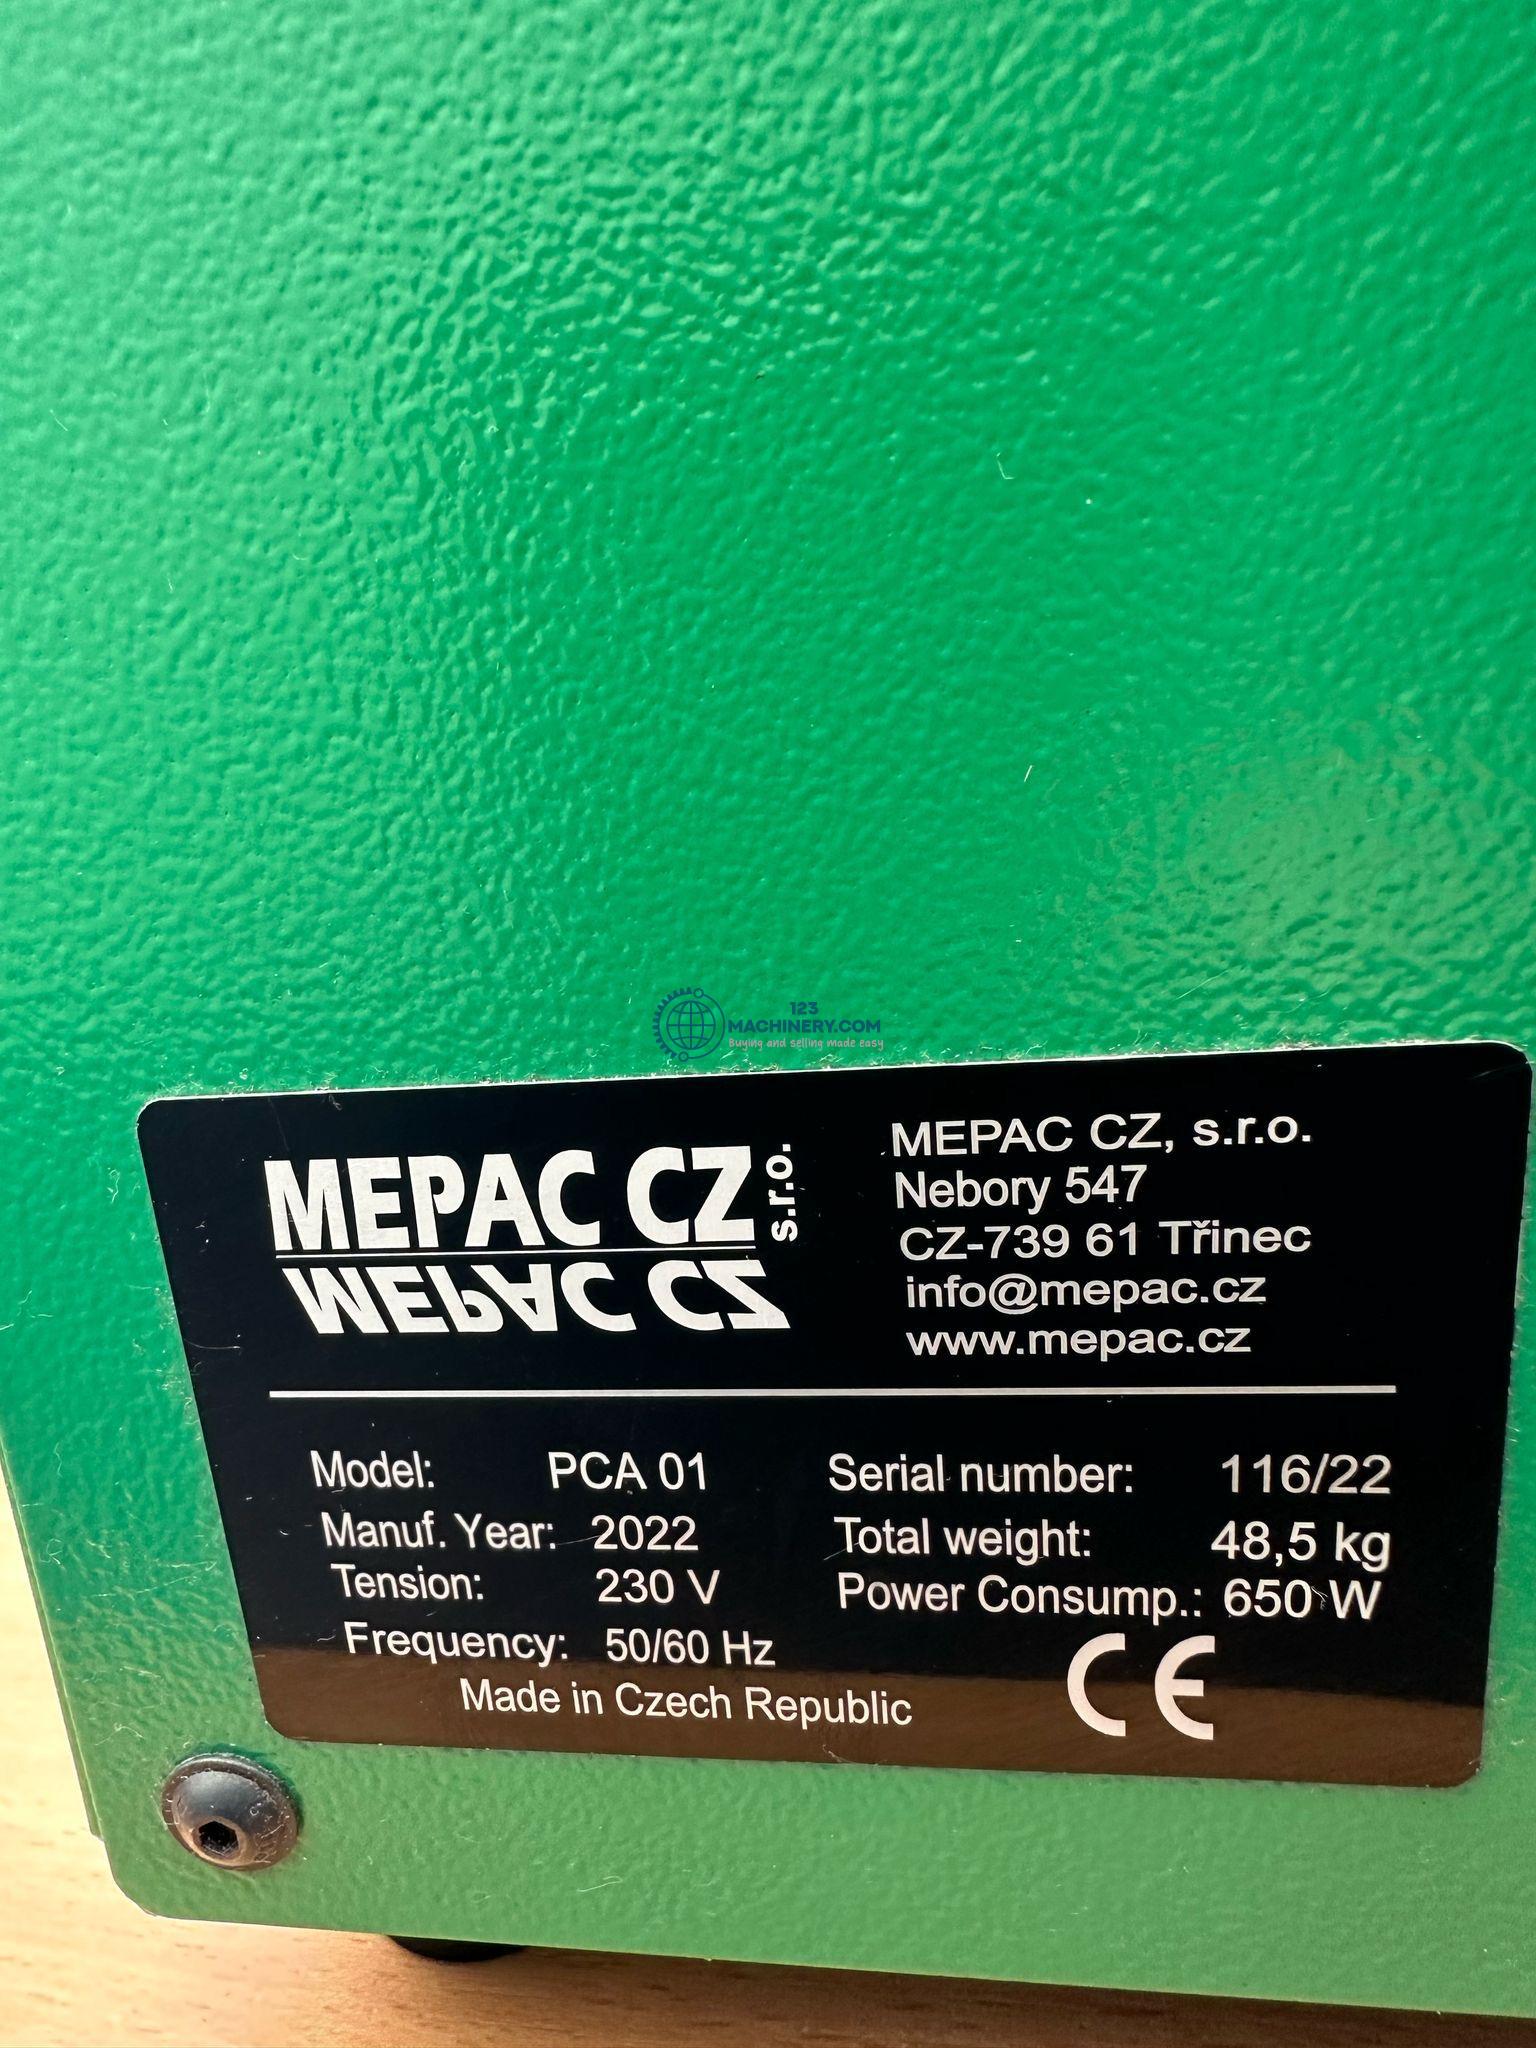 123
MACHINERY.COM
Buying and selling made easy
MEPAC CZ s.r.o.
MEPAC CZ
MEPAC CZ, s.r.o.
Nebory 547
CZ-739 61 Třinec
info@mepac.cz
www.mepac.cz
Model: PCA 01 Serial number: 116/22
Manuf. Year: 2022 Total weight: 48,5 kg
Tension: 230 V Power Consump.: 650 W
Frequency: 50/60 Hz
Made in Czech Republic CE